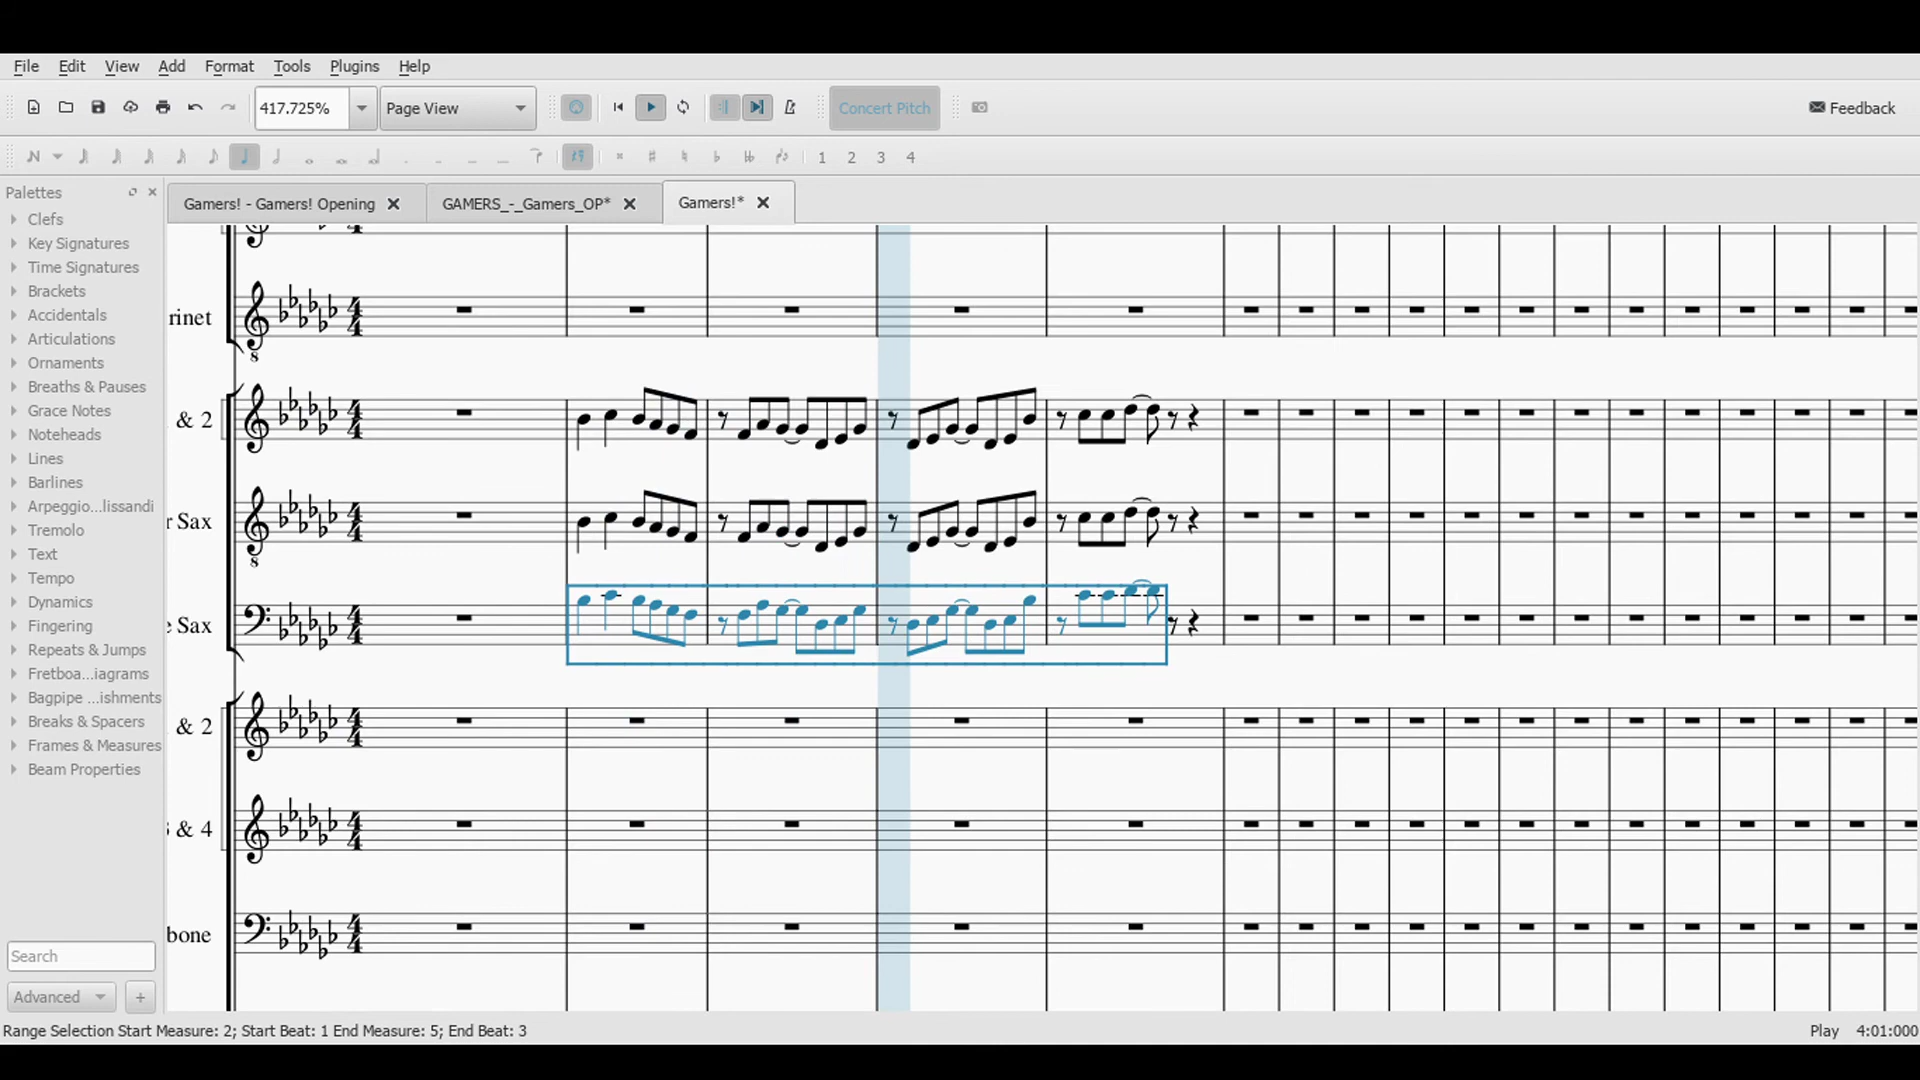 File Edit View Add Format Tools Plugins Help
417.725% Page View Concert Pitch Feedback
1 2 3 4
Palettes
Gamers! - Gamers! Opening GAMERS_-_Gamers_OP* Gamers!*
Clefs
Key Signatures
Time Signatures
Brackets
Accidentals
Articulations
Ornaments
Breaths & Pauses
Grace Notes
Noteheads
Lines
Barlines
Arpeggio...lissandi
Tremolo
Text
Tempo
Dynamics
Fingering
Repeats & Jumps
Fretboa...iagrams
Bagpipe ...ishments
Breaks & Spacers
Frames & Measures
Beam Properties
Search
Advanced +
rinet
8
& 2
r Sax
8
e Sax
& 2
& 4
bone
Range Selection Start Measure: 2; Start Beat: 1 End Measure: 5; End Beat: 3
Play 4:01:000